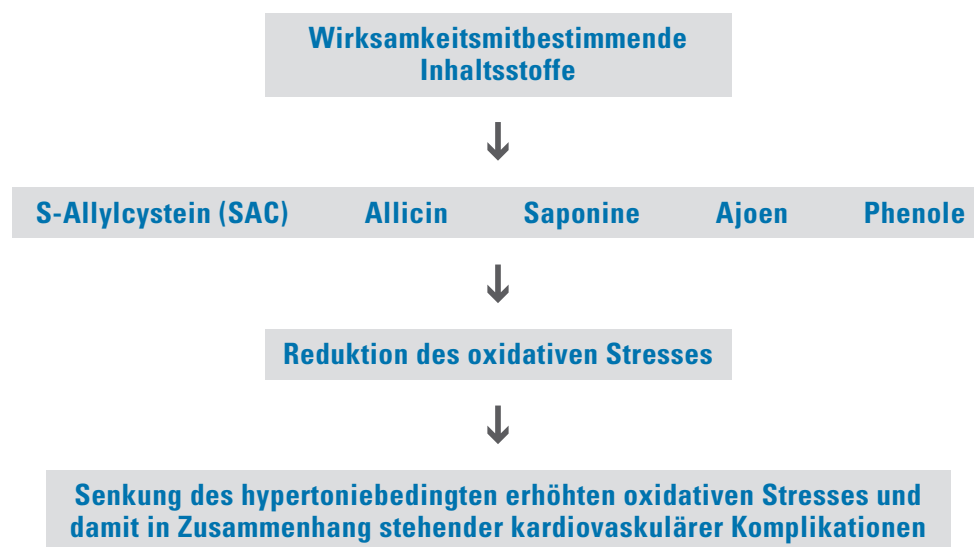 Wirksamkeitsmitbestimmende
Inhaltsstoffe
S-Allylcystein (SAC) Allicin Saponine Ajoen Phenole
Reduktion des oxidativen Stresses
Senkung des hypertoniebedingten erhöhten oxidativen Stresses und
damit in Zusammenhang stehender kardiovaskulärer Komplikationen